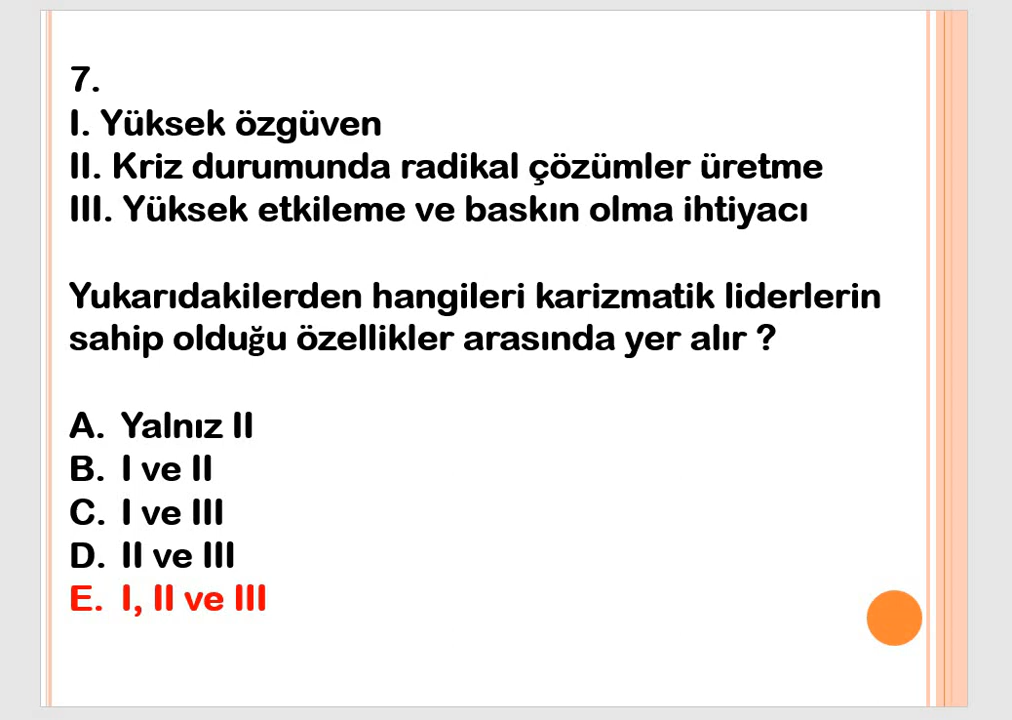 7.
I. Yüksek özgüven
II. Kriz durumunda radikal çözümler üretme
III. Yüksek etkileme ve baskın olma ihtiyacı
Yukarıdakilerden hangileri karizmatik liderlerin
sahip olduğu özellikler arasında yer alır ?
A. Yalnız II
B. I ve II
C. I ve III
D. II ve III
E. I, II ve III